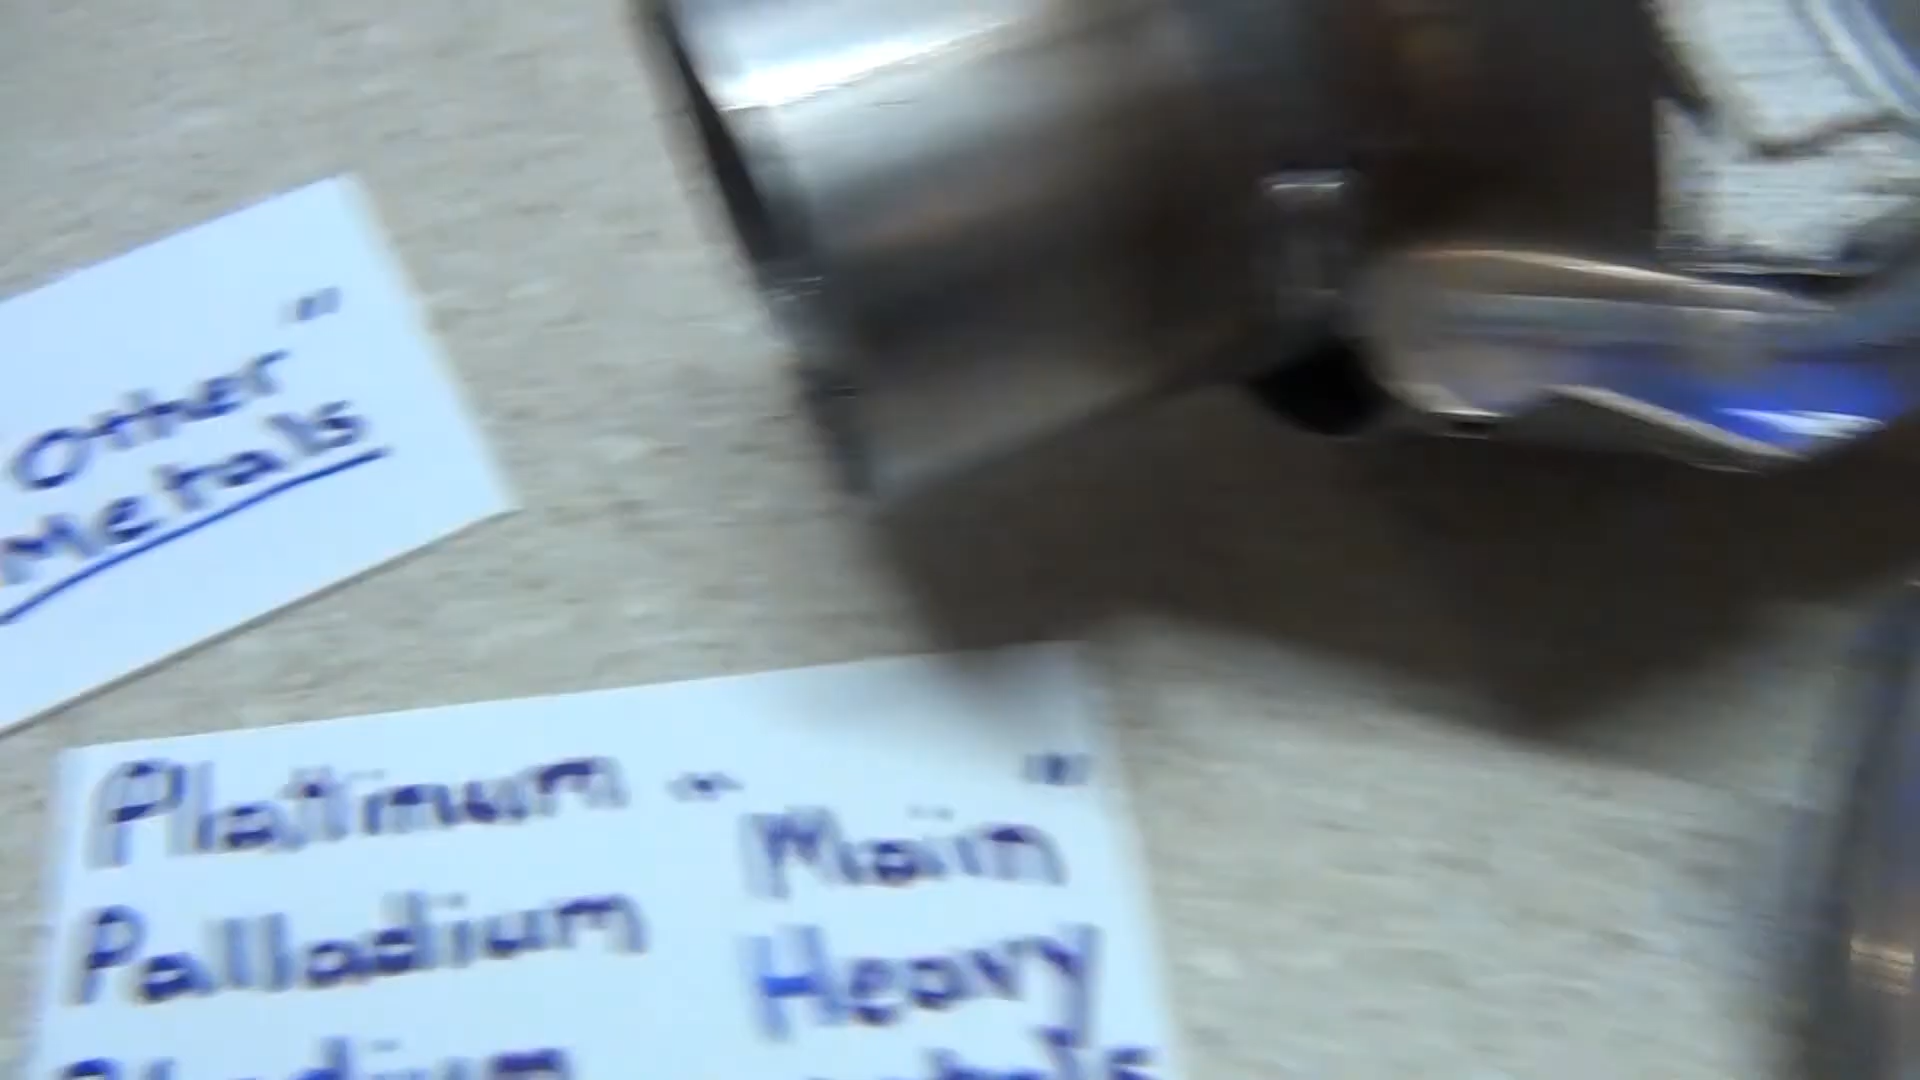 Other"
Metals
Platinum - "
Main
Palladium
Heavy